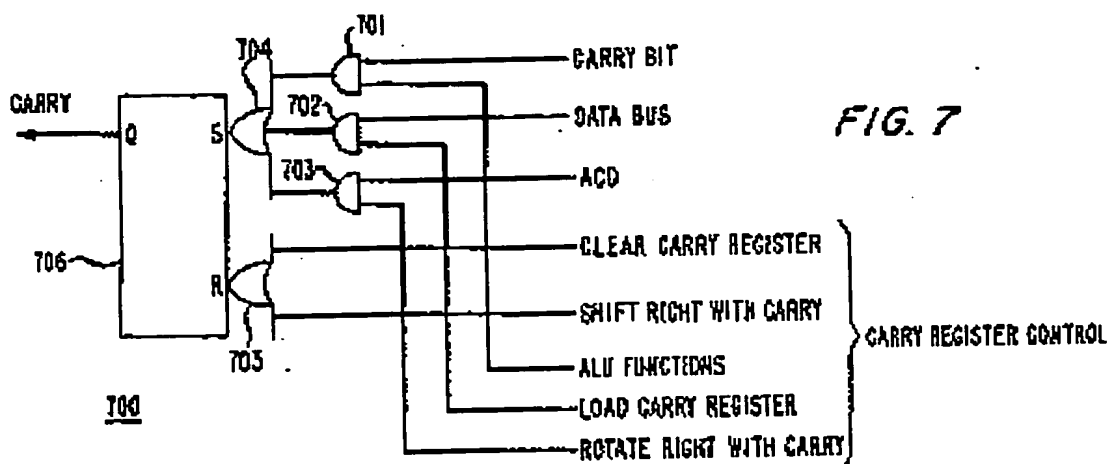 701
704
CARRY BIT
CARRY
702
DATA BUS
FIG. 7
Q
S
703
ACD
CLEAR CARRY REGISTER
706
R
SHIFT RIGHT WITH CARRY
CARRY REGISTER CONTROL
705
ALU FUNCTIONS
700
LOAD CARRY REGISTER
ROTATE RIGHT WITH CARRY